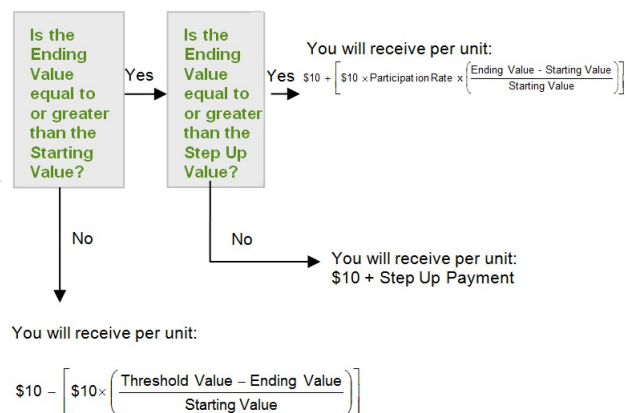 Is the
Ending
Value
equal to
or greater
than the
Starting
Value?
Yes
Is the
Ending
Value
equal to
or greater
than the
Step Up
Value?
Yes
You will receive per unit:
$10 + [ $10 × Participation Rate x ( Ending Value - Starting Value
Starting Value ) ]
No
No
You will receive per unit:
$10 + Step Up Payment
You will receive per unit:
$10 – [ $10× ( Threshold Value – Ending Value
Starting Value ) ]